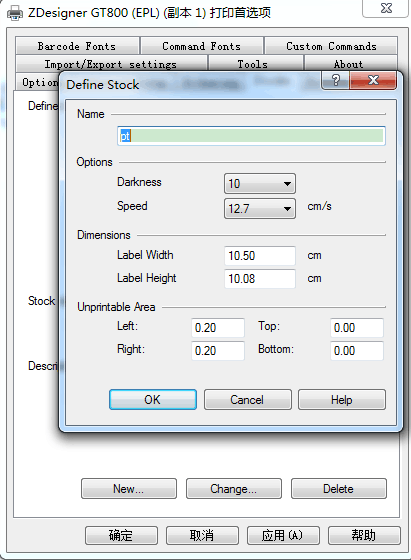 ZDesigner GT800 (EPL) (副本 1) 打印首选项
Barcode Fonts Command Fonts Custom Commands
Import/Export settings Tools About
Option
Define Stock
Define
Name
pt
Options
Darkness 10
Speed 12.7 cm/s
Dimensions
Label Width 10.50 cm
Label Height 10.08 cm
Unprintable Area
Stock
Left: 0.20 Top: 0.00
Right: 0.20 Bottom: 0.00
Descri
OK Cancel Help
New... Change... Delete
确定 取消 应用(A) 帮助